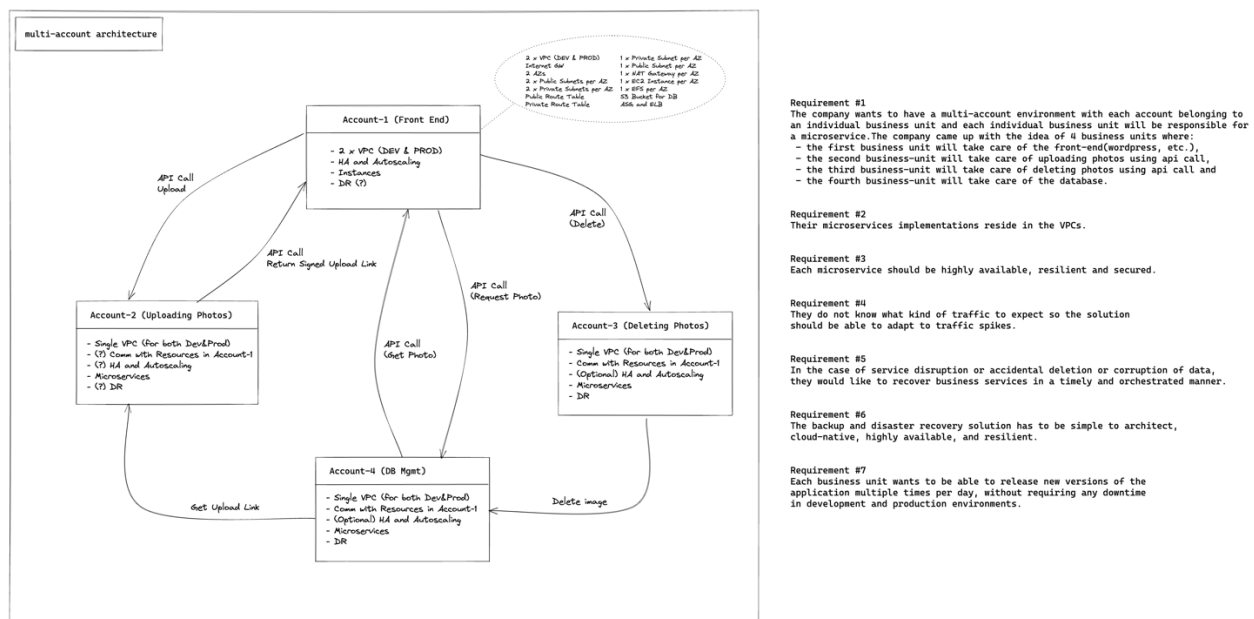 multi-account architecture
2 x VPC (DEV & PROD)
Internet GW
2 AZs
2 x Public Subnets per AZ
2 x Private Subnets per AZ
Public Route Table
Private Route Table
1 x Private Subnet per AZ
1 x Public Subnet per AZ
1 x NAT Gateway per AZ
1 x EC2 Instance per AZ
1 x EFS per AZ
S3 Bucket for DB
ASG and ELB
Account-1 (Front End)
- 2 x VPC (DEV & PROD)
- HA and Autoscaling
- Instances
- DR (?)
API Call
Upload
API Call
Return Signed Upload Link
API Call
(Delete)
API Call
(Request Photo)
API Call
(Get Photo)
Account-2 (Uploading Photos)
- Single VPC (for both Dev&Prod)
- (?) Comm with Resources in Account-1
- (?) HA and Autoscaling
- Microservices
- (?) DR
Account-3 (Deleting Photos)
- Single VPC (for both Dev&Prod)
- Comm with Resources in Account-1
- (Optional) HA and Autoscaling
- Microservices
- DR
Account-4 (DB Mgmt)
- Single VPC (for both Dev&Prod)
- Comm with Resources in Account-1
- (Optional) HA and Autoscaling
- Microservices
- DR
Get Upload Link
Delete image
Requirement #1
The company wants to have a multi-account environment with each account belonging to
an individual business unit and each individual business unit will be responsible for
a microservice.The company came up with the idea of 4 business units where:
- the first business unit will take care of the front-end(wordpress, etc.),
- the second business-unit will take care of uploading photos using api call,
- the third business-unit will take care of deleting photos using api call and
- the fourth business-unit will take care of the database.
Requirement #2
Their microservices implementations reside in the VPCs.
Requirement #3
Each microservice should be highly available, resilient and secured.
Requirement #4
They do not know what kind of traffic to expect so the solution
should be able to adapt to traffic spikes.
Requirement #5
In the case of service disruption or accidental deletion or corruption of data,
they would like to recover business services in a timely and orchestrated manner.
Requirement #6
The backup and disaster recovery solution has to be simple to architect,
cloud-native, highly available, and resilient.
Requirement #7
Each business unit wants to be able to release new versions of the
application multiple times per day, without requiring any downtime
in development and production environments.